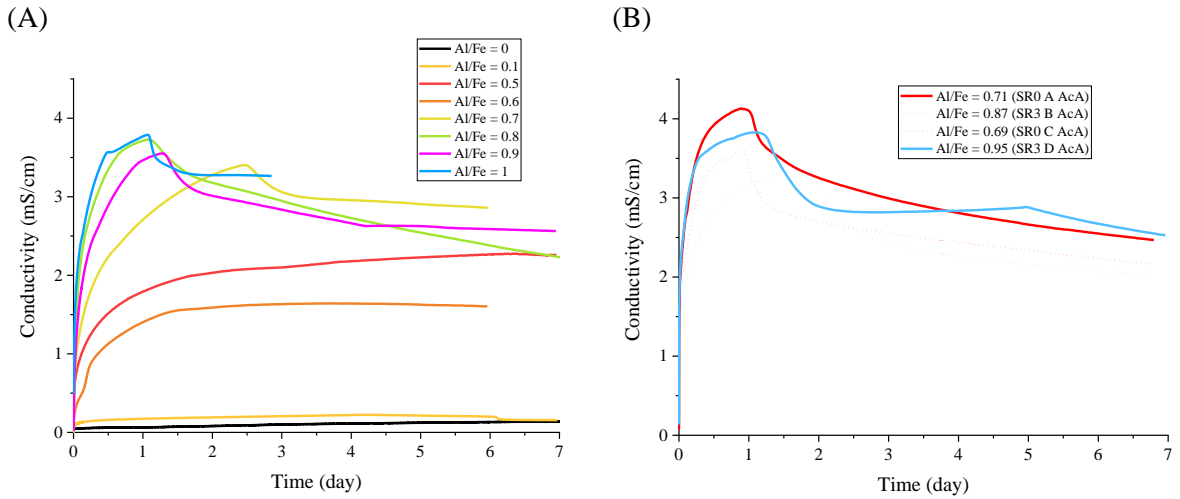 (A)
Al/Fe = 0
Al/Fe = 0.1
Al/Fe = 0.5
Al/Fe = 0.6
Al/Fe = 0.7
Al/Fe = 0.8
Al/Fe = 0.9
Al/Fe = 1
Conductivity (mS/cm)
4
3
2
1
0
0 1 2 3 4 5 6 7
Time (day)
(B)
Al/Fe = 0.71 (SR0 A AcA)
Al/Fe = 0.87 (SR3 B AcA)
Al/Fe = 0.69 (SR0 C AcA)
Al/Fe = 0.95 (SR3 D AcA)
Conductivity (mS/cm)
4
3
2
1
0
0 1 2 3 4 5 6 7
Time (day)